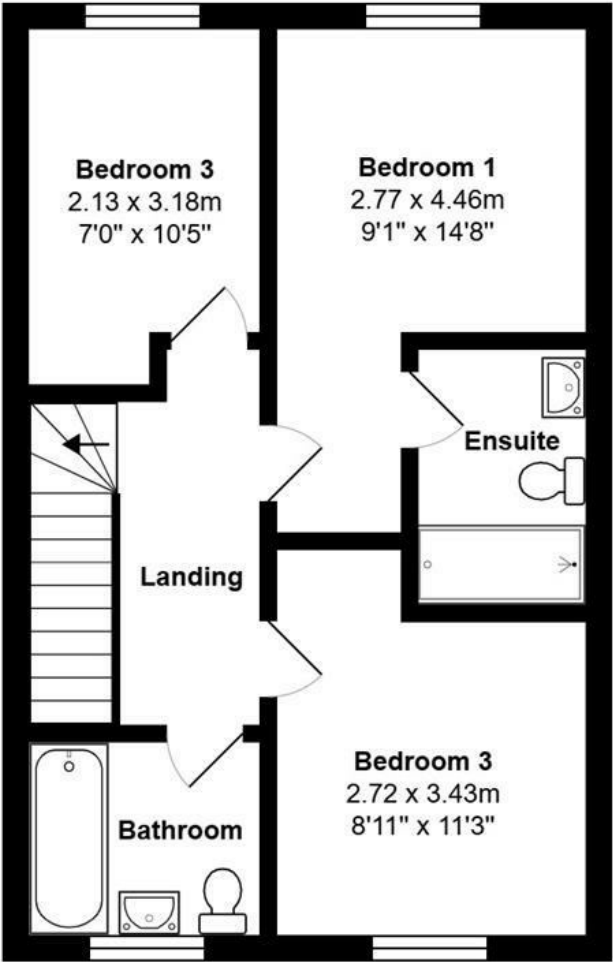 Bedroom 3
2.13 x 3.18m
7'0" x 10'5"
Bedroom 1
2.77 x 4.46m
9'1" x 14'8"
Ensuite
Landing
Bedroom 3
2.72 x 3.43m
8'11" x 11'3"
Bathroom